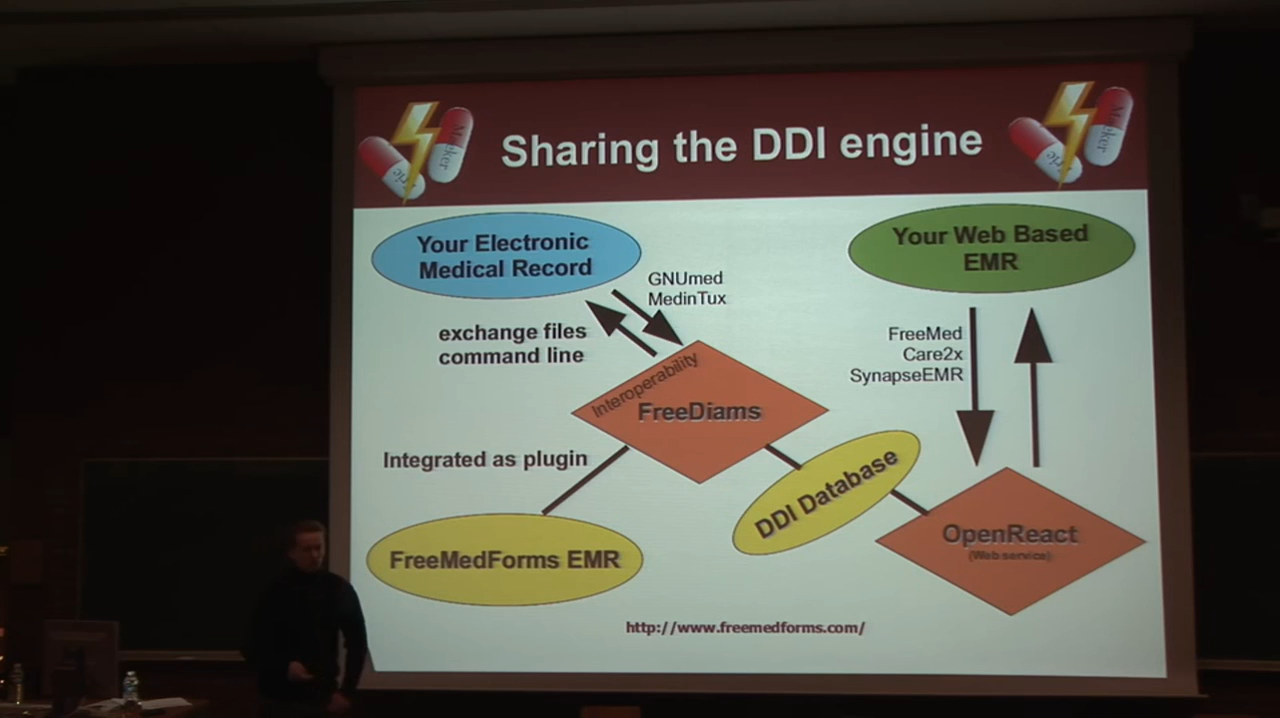 Sharing the DDI engine
Your Electronic
Medical Record
GNUmed
MedinTux
exchange files
command line
Interoperability
FreeDiams
Integrated as plugin
FreeMedForms EMR
DDI Database
Your Web Based
EMR
FreeMed
Care2x
SynapseEMR
OpenReact
(Web service)
http://www.freemedforms.com/